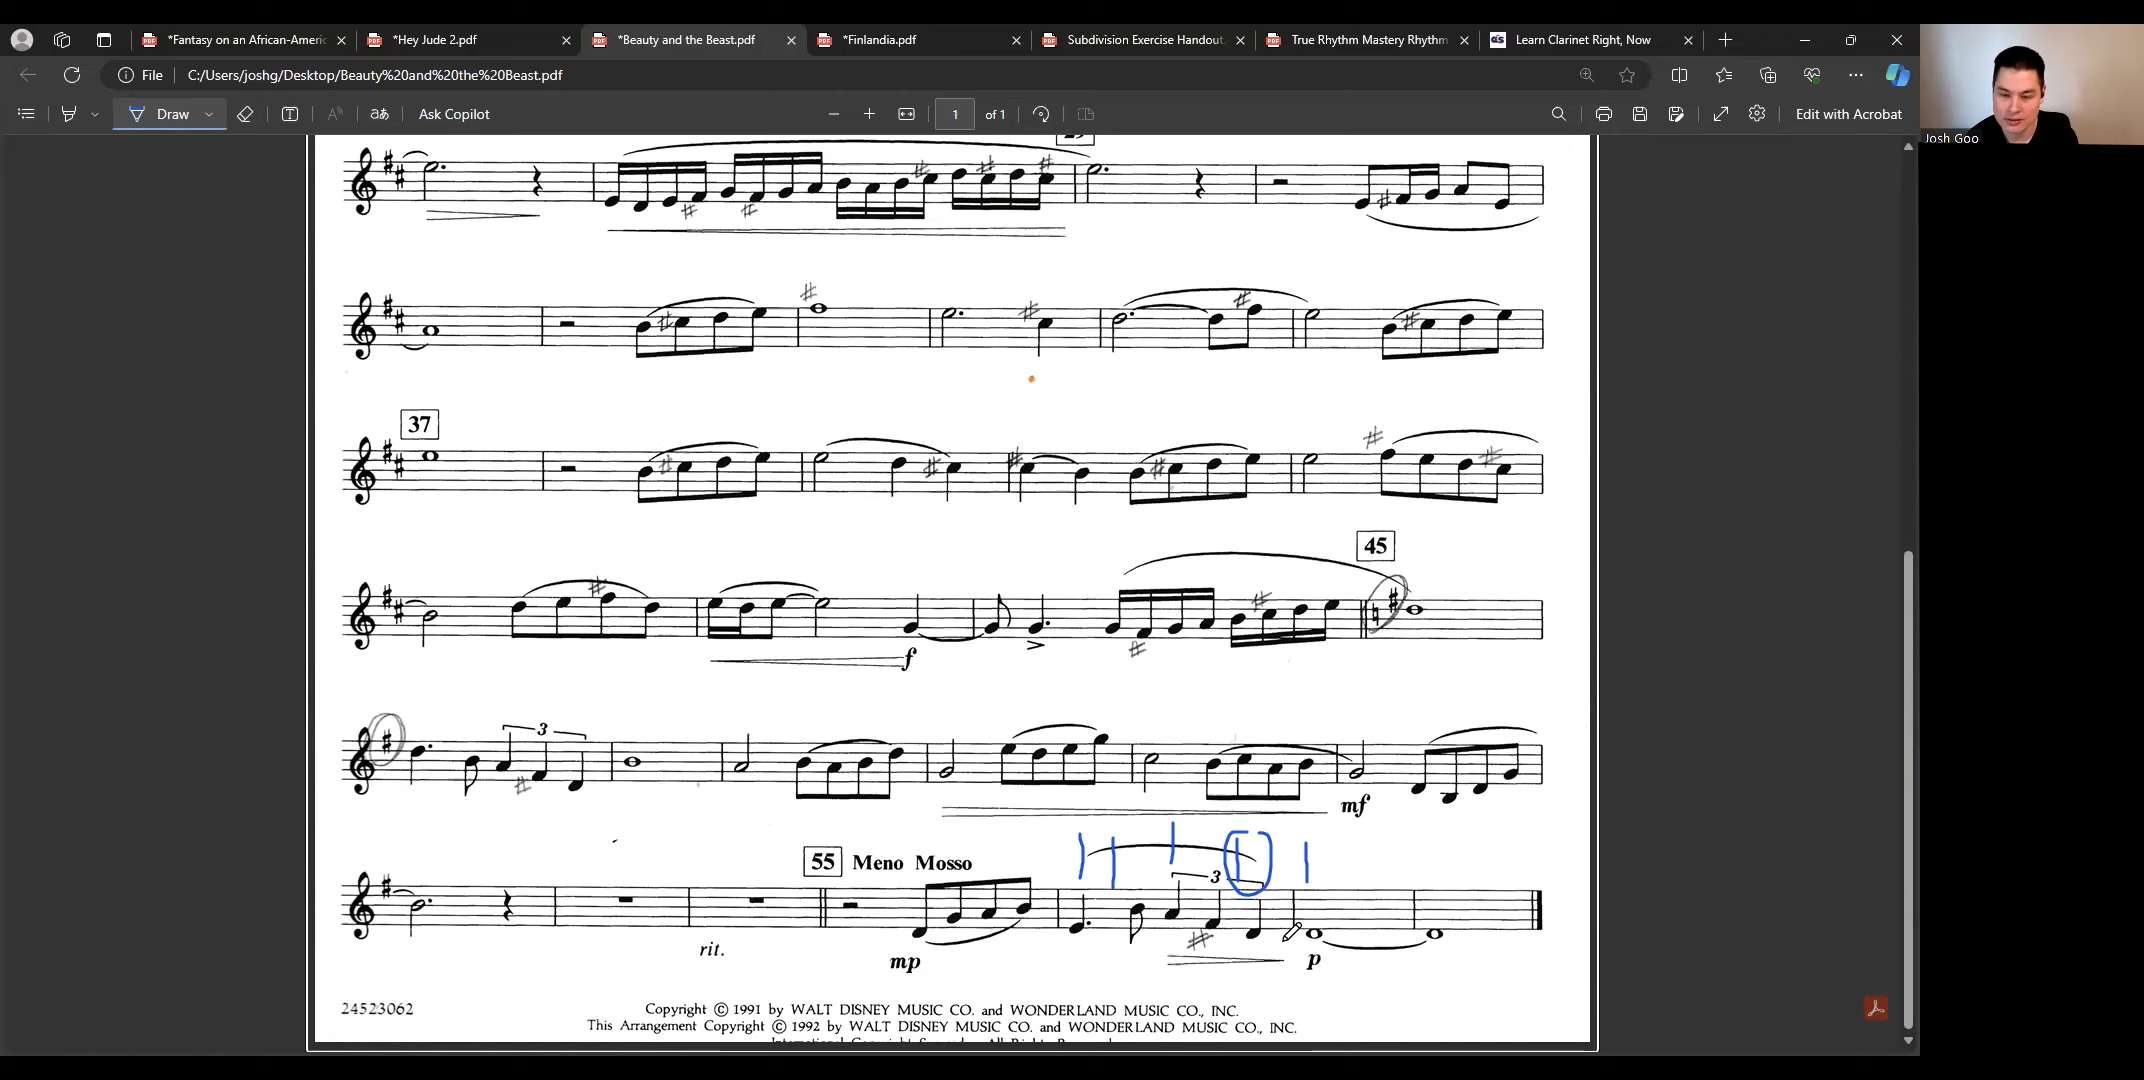 *Fantasy on an African-Americ
*Hey Jude 2.pdf
*Beauty and the Beast.pdf
*Finlandia.pdf
Subdivision Exercise Handout.
True Rhythm Mastery Rhythm
Learn Clarinet Right, Now
File
C:/Users/joshg/Desktop/Beauty%20and%20the%20Beast.pdf
Draw
aあ
Ask Copilot
1
of 1
Edit with Acrobat
Josh Goo
37
45
f
3
mf
55 Meno Mosso
3
rit.
mp
p
24523062
Copyright © 1991 by WALT DISNEY MUSIC CO. and WONDERLAND MUSIC CO., INC.
This Arrangement Copyright © 1992 by WALT DISNEY MUSIC CO. and WONDERLAND MUSIC CO., INC.